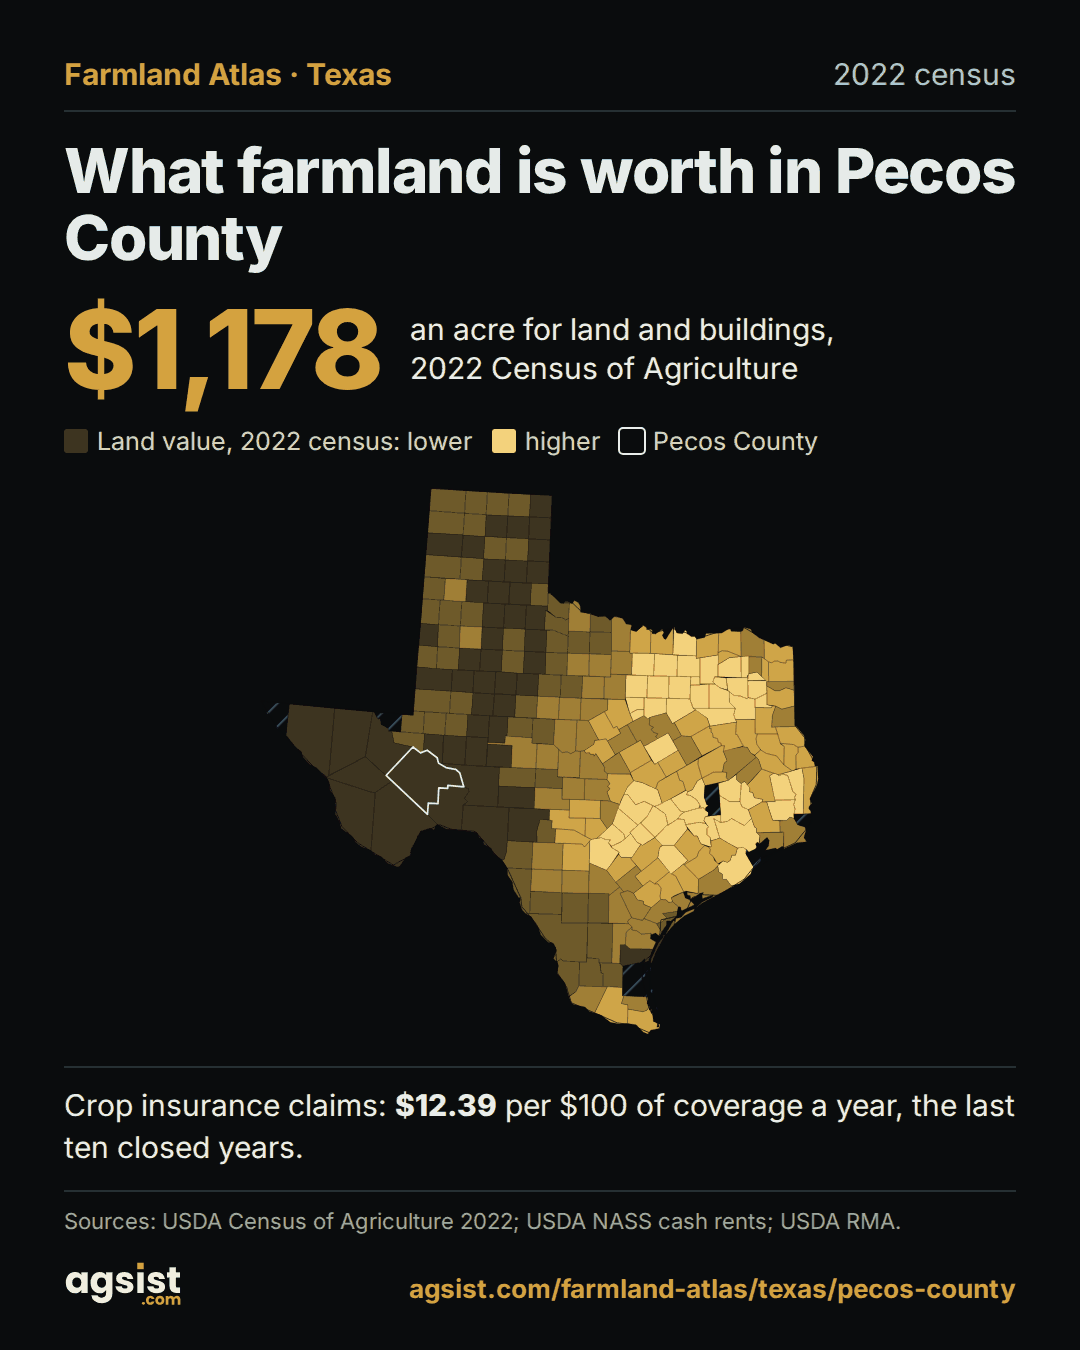 Farmland Atlas · Texas
2022 census
What farmland is worth in Pecos
County
$1,178
an acre for land and buildings,
2022 Census of Agriculture
Land value, 2022 census: lower
higher
Pecos County
Crop insurance claims: $12.39 per $100 of coverage a year, the last
ten closed years.
Sources: USDA Census of Agriculture 2022; USDA NASS cash rents; USDA RMA.
agsist
.com
agsist.com/farmland-atlas/texas/pecos-county